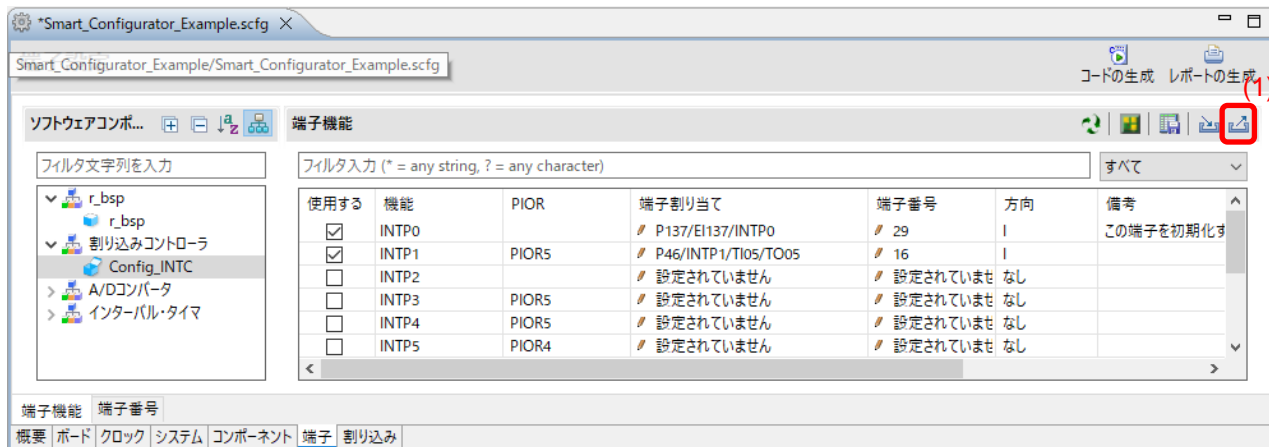 *Smart_Configurator_Example.scfg
Smart_Configurator_Example/Smart_Configurator_Example.scfg
コードの生成 レポートの生成
(1)
ソフトウェアコンポ... 端子機能
フィルタ文字列を入力 フィルタ入力 (* = any string, ? = any character) すべて
r_bsp
r_bsp
割り込みコントローラ
Config_INTC
A/Dコンバータ
インターバル・タイマ
使用する 機能 PIOR 端子割り当て 端子番号 方向 備考
INTP0 P137/EI137/INTP0 29 I この端子を初期化す
INTP1 PIOR5 P46/INTP1/TI05/TO05 16 I
INTP2 設定されていません 設定されていませ なし
INTP3 PIOR5 設定されていません 設定されていませ なし
INTP4 PIOR5 設定されていません 設定されていませ なし
INTP5 PIOR4 設定されていません 設定されていませ なし
端子機能 端子番号
概要 ボード クロック システム コンポーネント 端子 割り込み